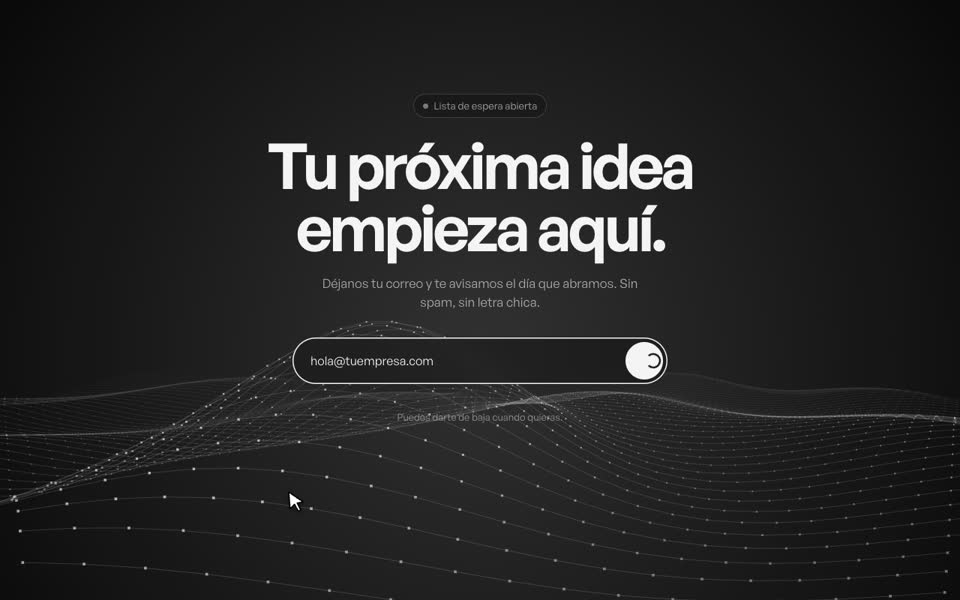 Lista de espera abierta
Tu próxima idea
empieza aquí.
Déjanos tu correo y te avisamos el día que abramos. Sin
spam, sin letra chica.
hola@tuempresa.com
Puedes darte de baja cuando quieras.